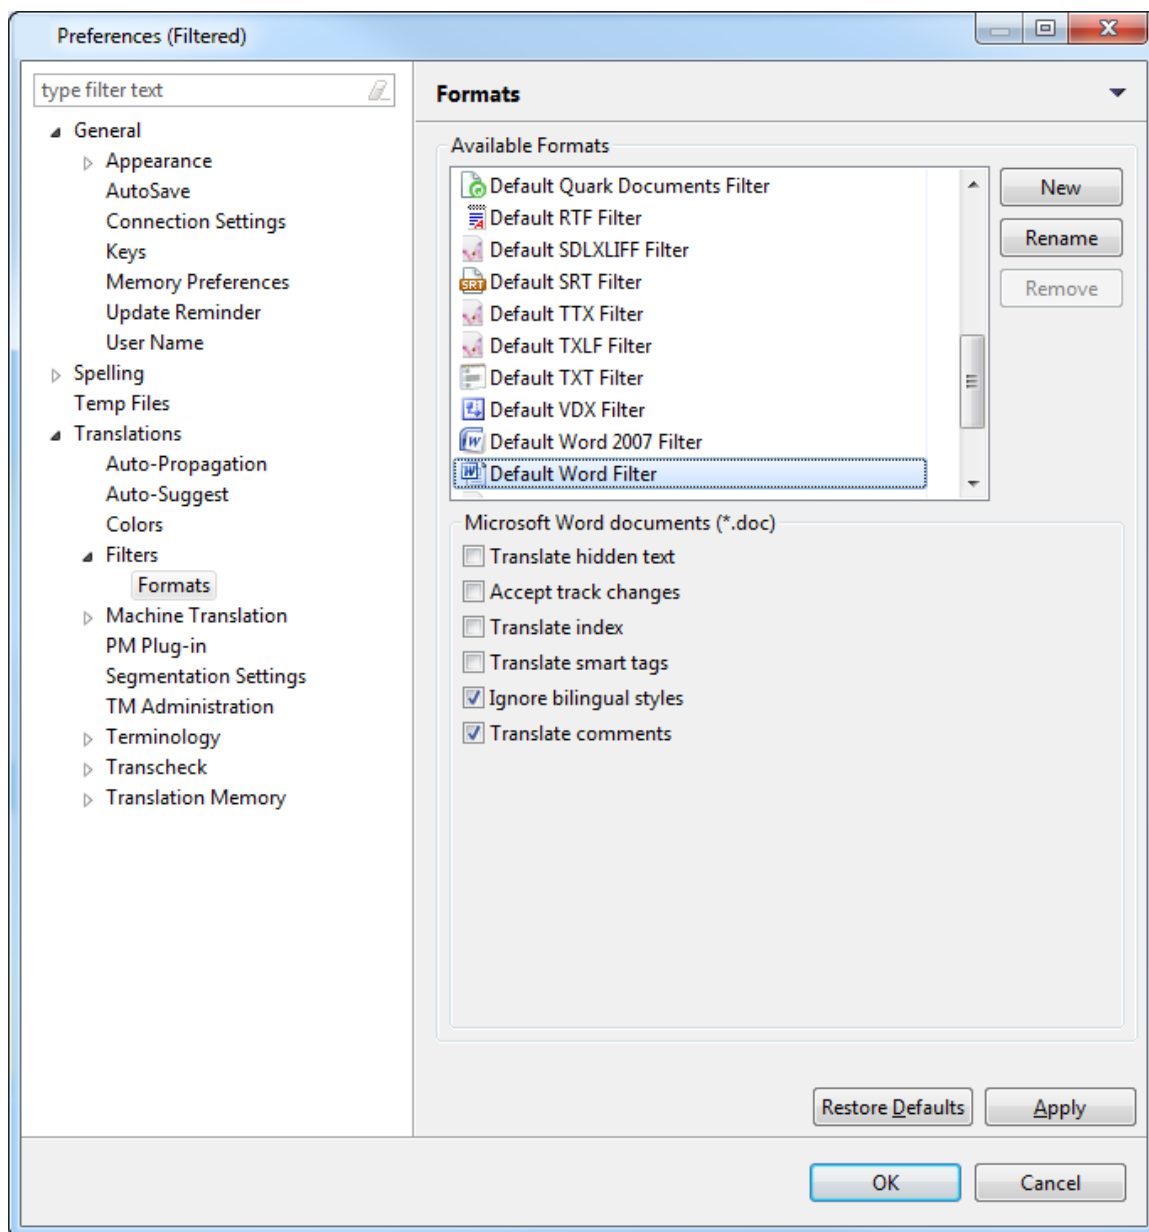 Preferences (Filtered)
type filter text
General
Appearance
AutoSave
Connection Settings
Keys
Memory Preferences
Update Reminder
User Name
Spelling
Temp Files
Translations
Auto-Propagation
Auto-Suggest
Colors
Filters
Formats
Machine Translation
PM Plug-in
Segmentation Settings
TM Administration
Terminology
Transcheck
Translation Memory
Formats
Available Formats
Default Quark Documents Filter
Default RTF Filter
Default SDLXLIFF Filter
SRT Default SRT Filter
Default TTX Filter
Default TXLF Filter
Default TXT Filter
Default VDX Filter
Default Word 2007 Filter
Default Word Filter
New
Rename
Remove
Microsoft Word documents (*.doc)
Translate hidden text
Accept track changes
Translate index
Translate smart tags
Ignore bilingual styles
Translate comments
Restore Defaults
Apply
OK
Cancel